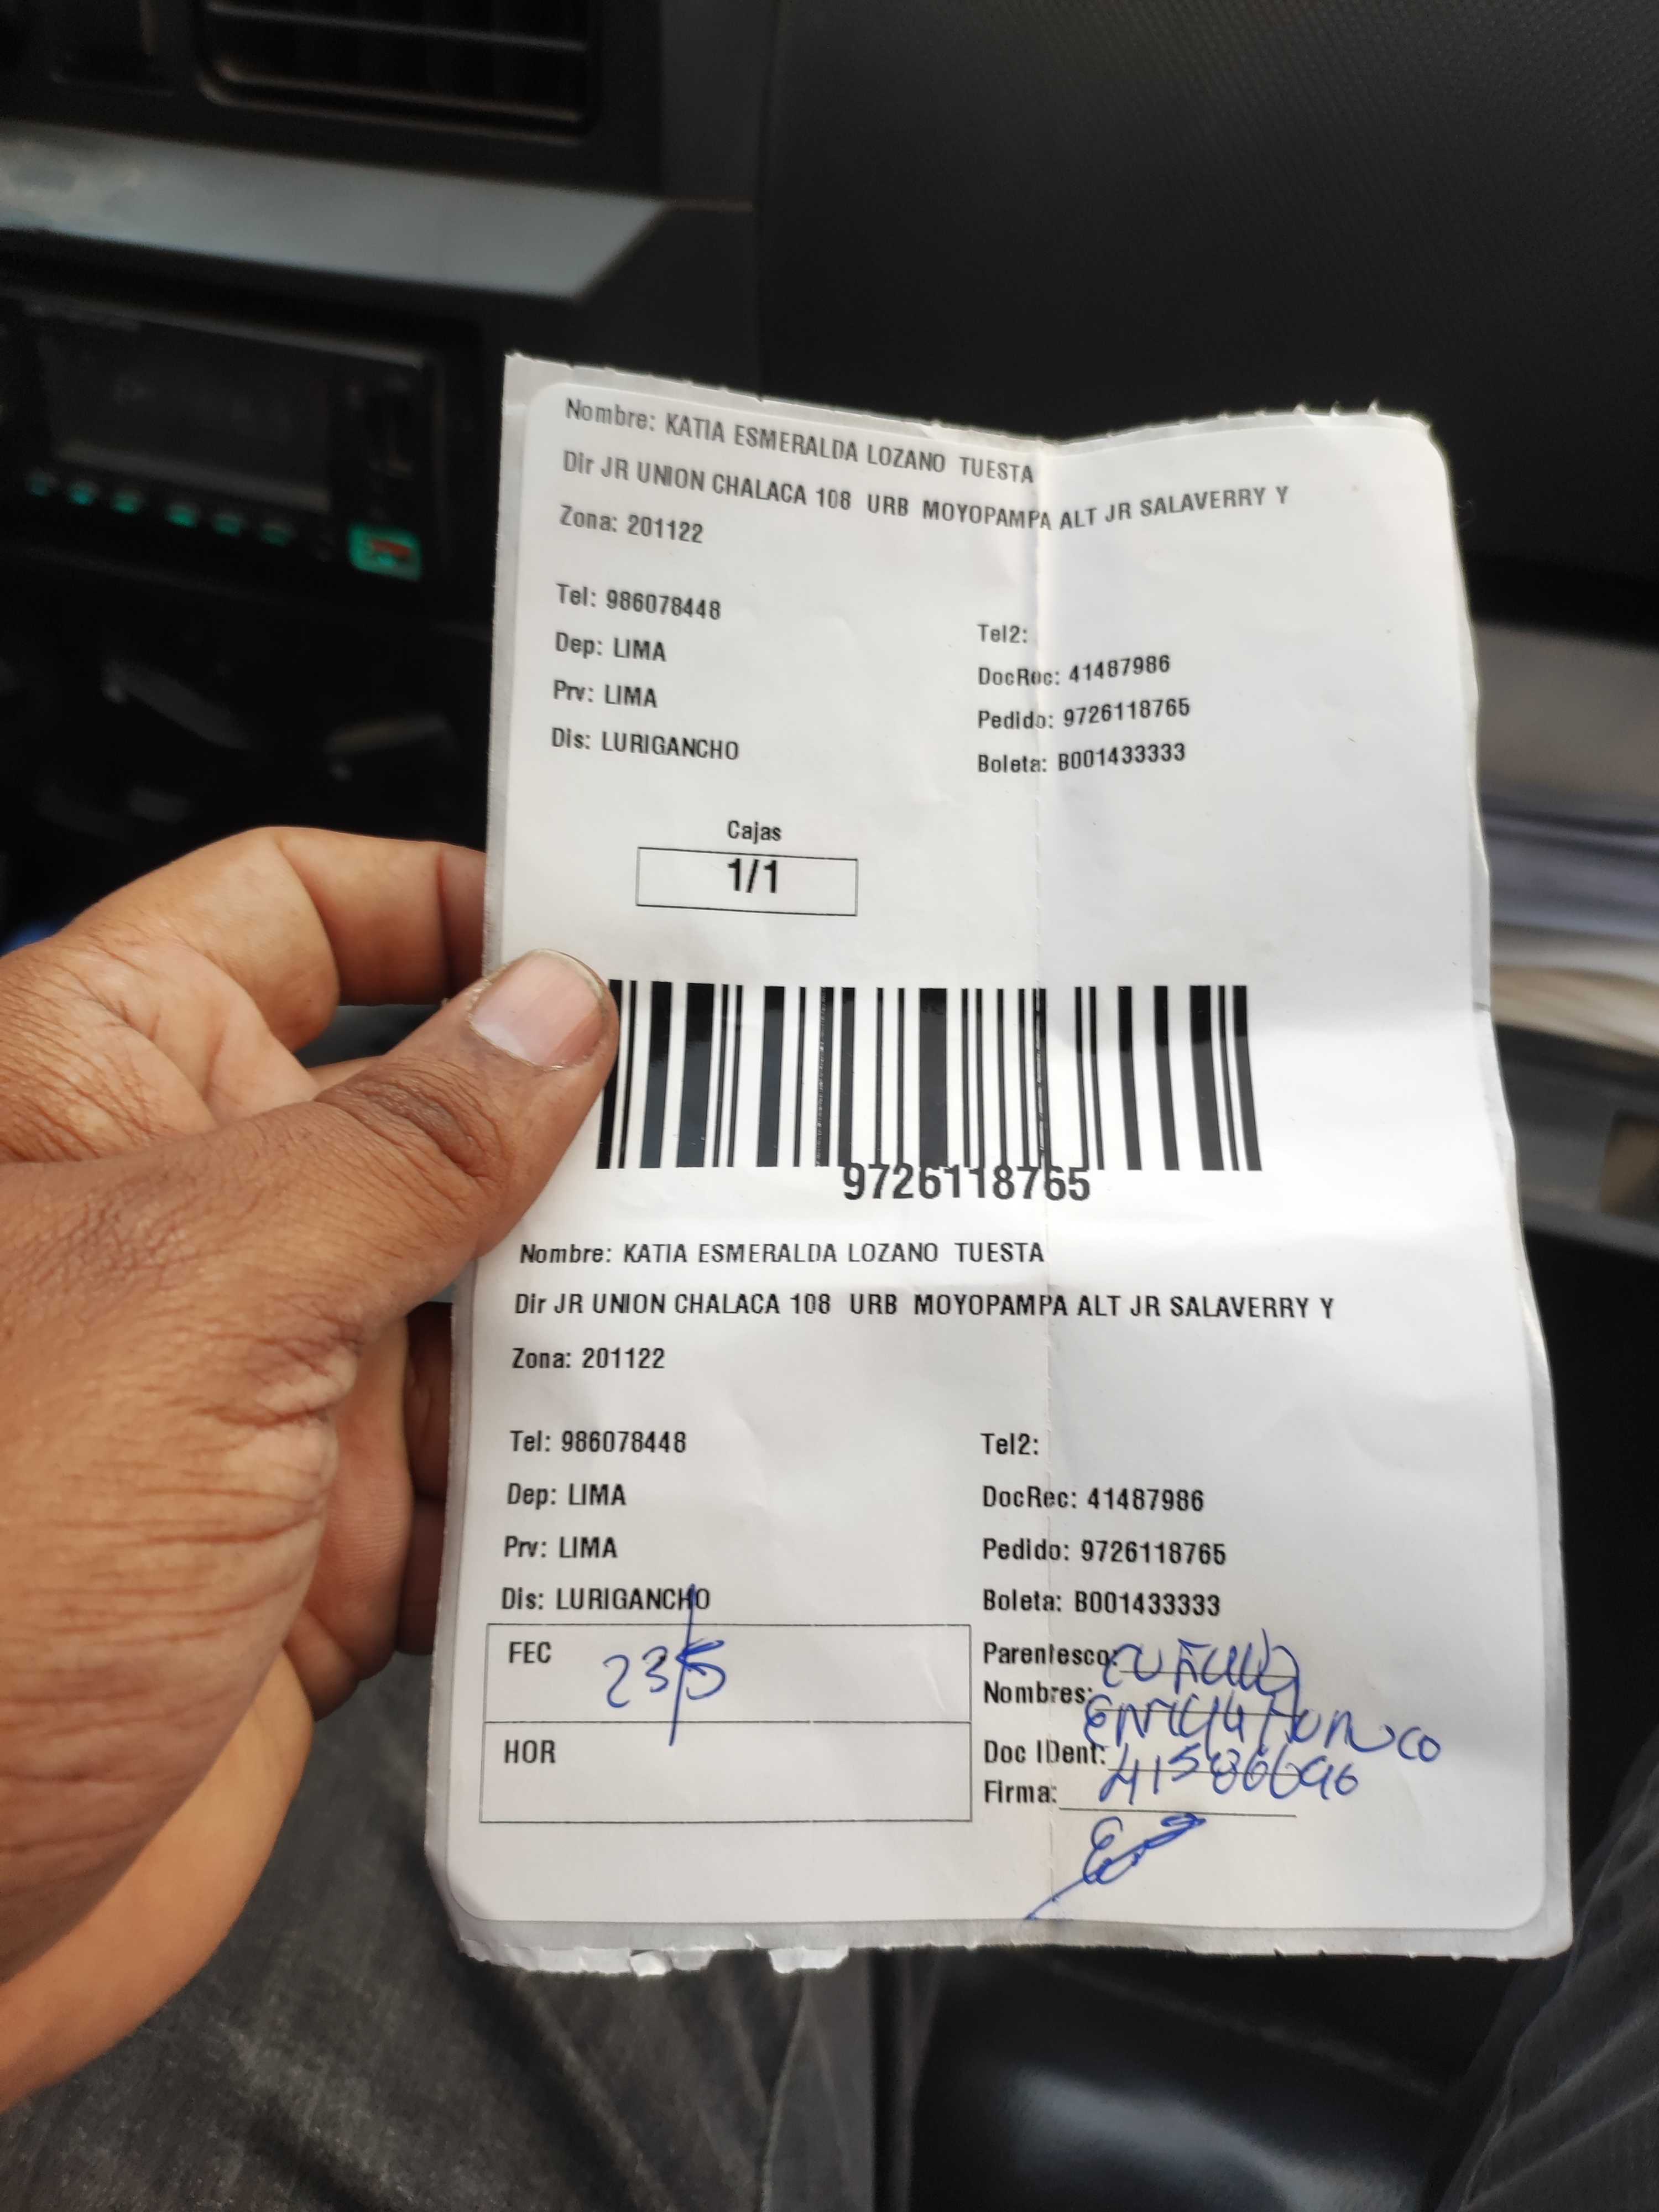 Nombre: KATIA ESMERALDA LOZANO TUESTA
Dir JR UNION CHALACA 108 URB MOYOPAMPA ALT JR SALAVERRY Y
Zona: 201122
Tel: 986078448
Tel2:
Dep: LIMA
DocRec: 41487986
Prv: LIMA
Pedido: 9726118765
Dis: LURIGANCHO
Boleta: B001433333
Cajas
1/1
9726118765
Nombre: KATIA ESMERALDA LOZANO TUESTA
Dir JR UNION CHALACA 108 URB MOYOPAMPA ALT JR SALAVERRY Y
Zona: 201122
Tel: 986078448
Tel2:
Dep: LIMA
DocRec: 41487986
Prv: LIMA
Pedido: 9726118765
Dis: LURIGANCHO
Boleta: B001433333
FEC 23/5
HOR
Parentesco: cuñado
Nombres:
Doc IDent: 41586696
Firma: